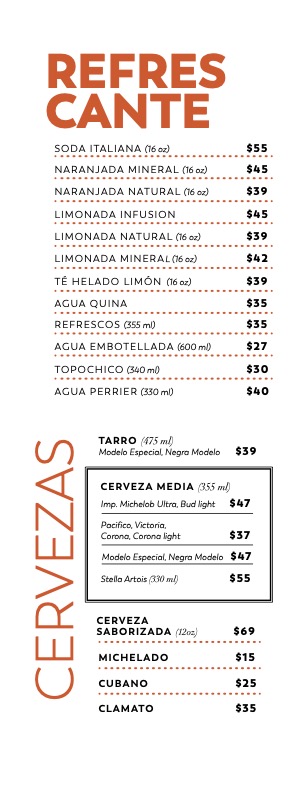 REFRES
CANTE
SODA ITALIANA (16 oz) $55
NARANJADA MINERAL (16 oz) $45
NARANJADA NATURAL (16 oz) $39
LIMONADA INFUSION $45
LIMONADA NATURAL (16 oz) $39
LIMONADA MINERAL (16 oz) $42
TÉ HELADO LIMÓN (16 oz) $39
AGUA QUINA $35
REFRESCOS (355 ml) $35
AGUA EMBOTELLADA (600 ml) $27
TOPOCHICO (340 ml) $30
AGUA PERRIER (330 ml) $40
CERVEZAS
TARRO (475 ml)
Modelo Especial, Negra Modelo $39
CERVEZA MEDIA (355 ml)
Imp. Michelob Ultra, Bud light $47
Pacifico, Victoria,
Corona, Corona light $37
Modelo Especial, Negra Modelo $47
Stella Artois (330 ml) $55
CERVEZA
SABORIZADA (12oz) $69
MICHELADO $15
CUBANO $25
CLAMATO $35